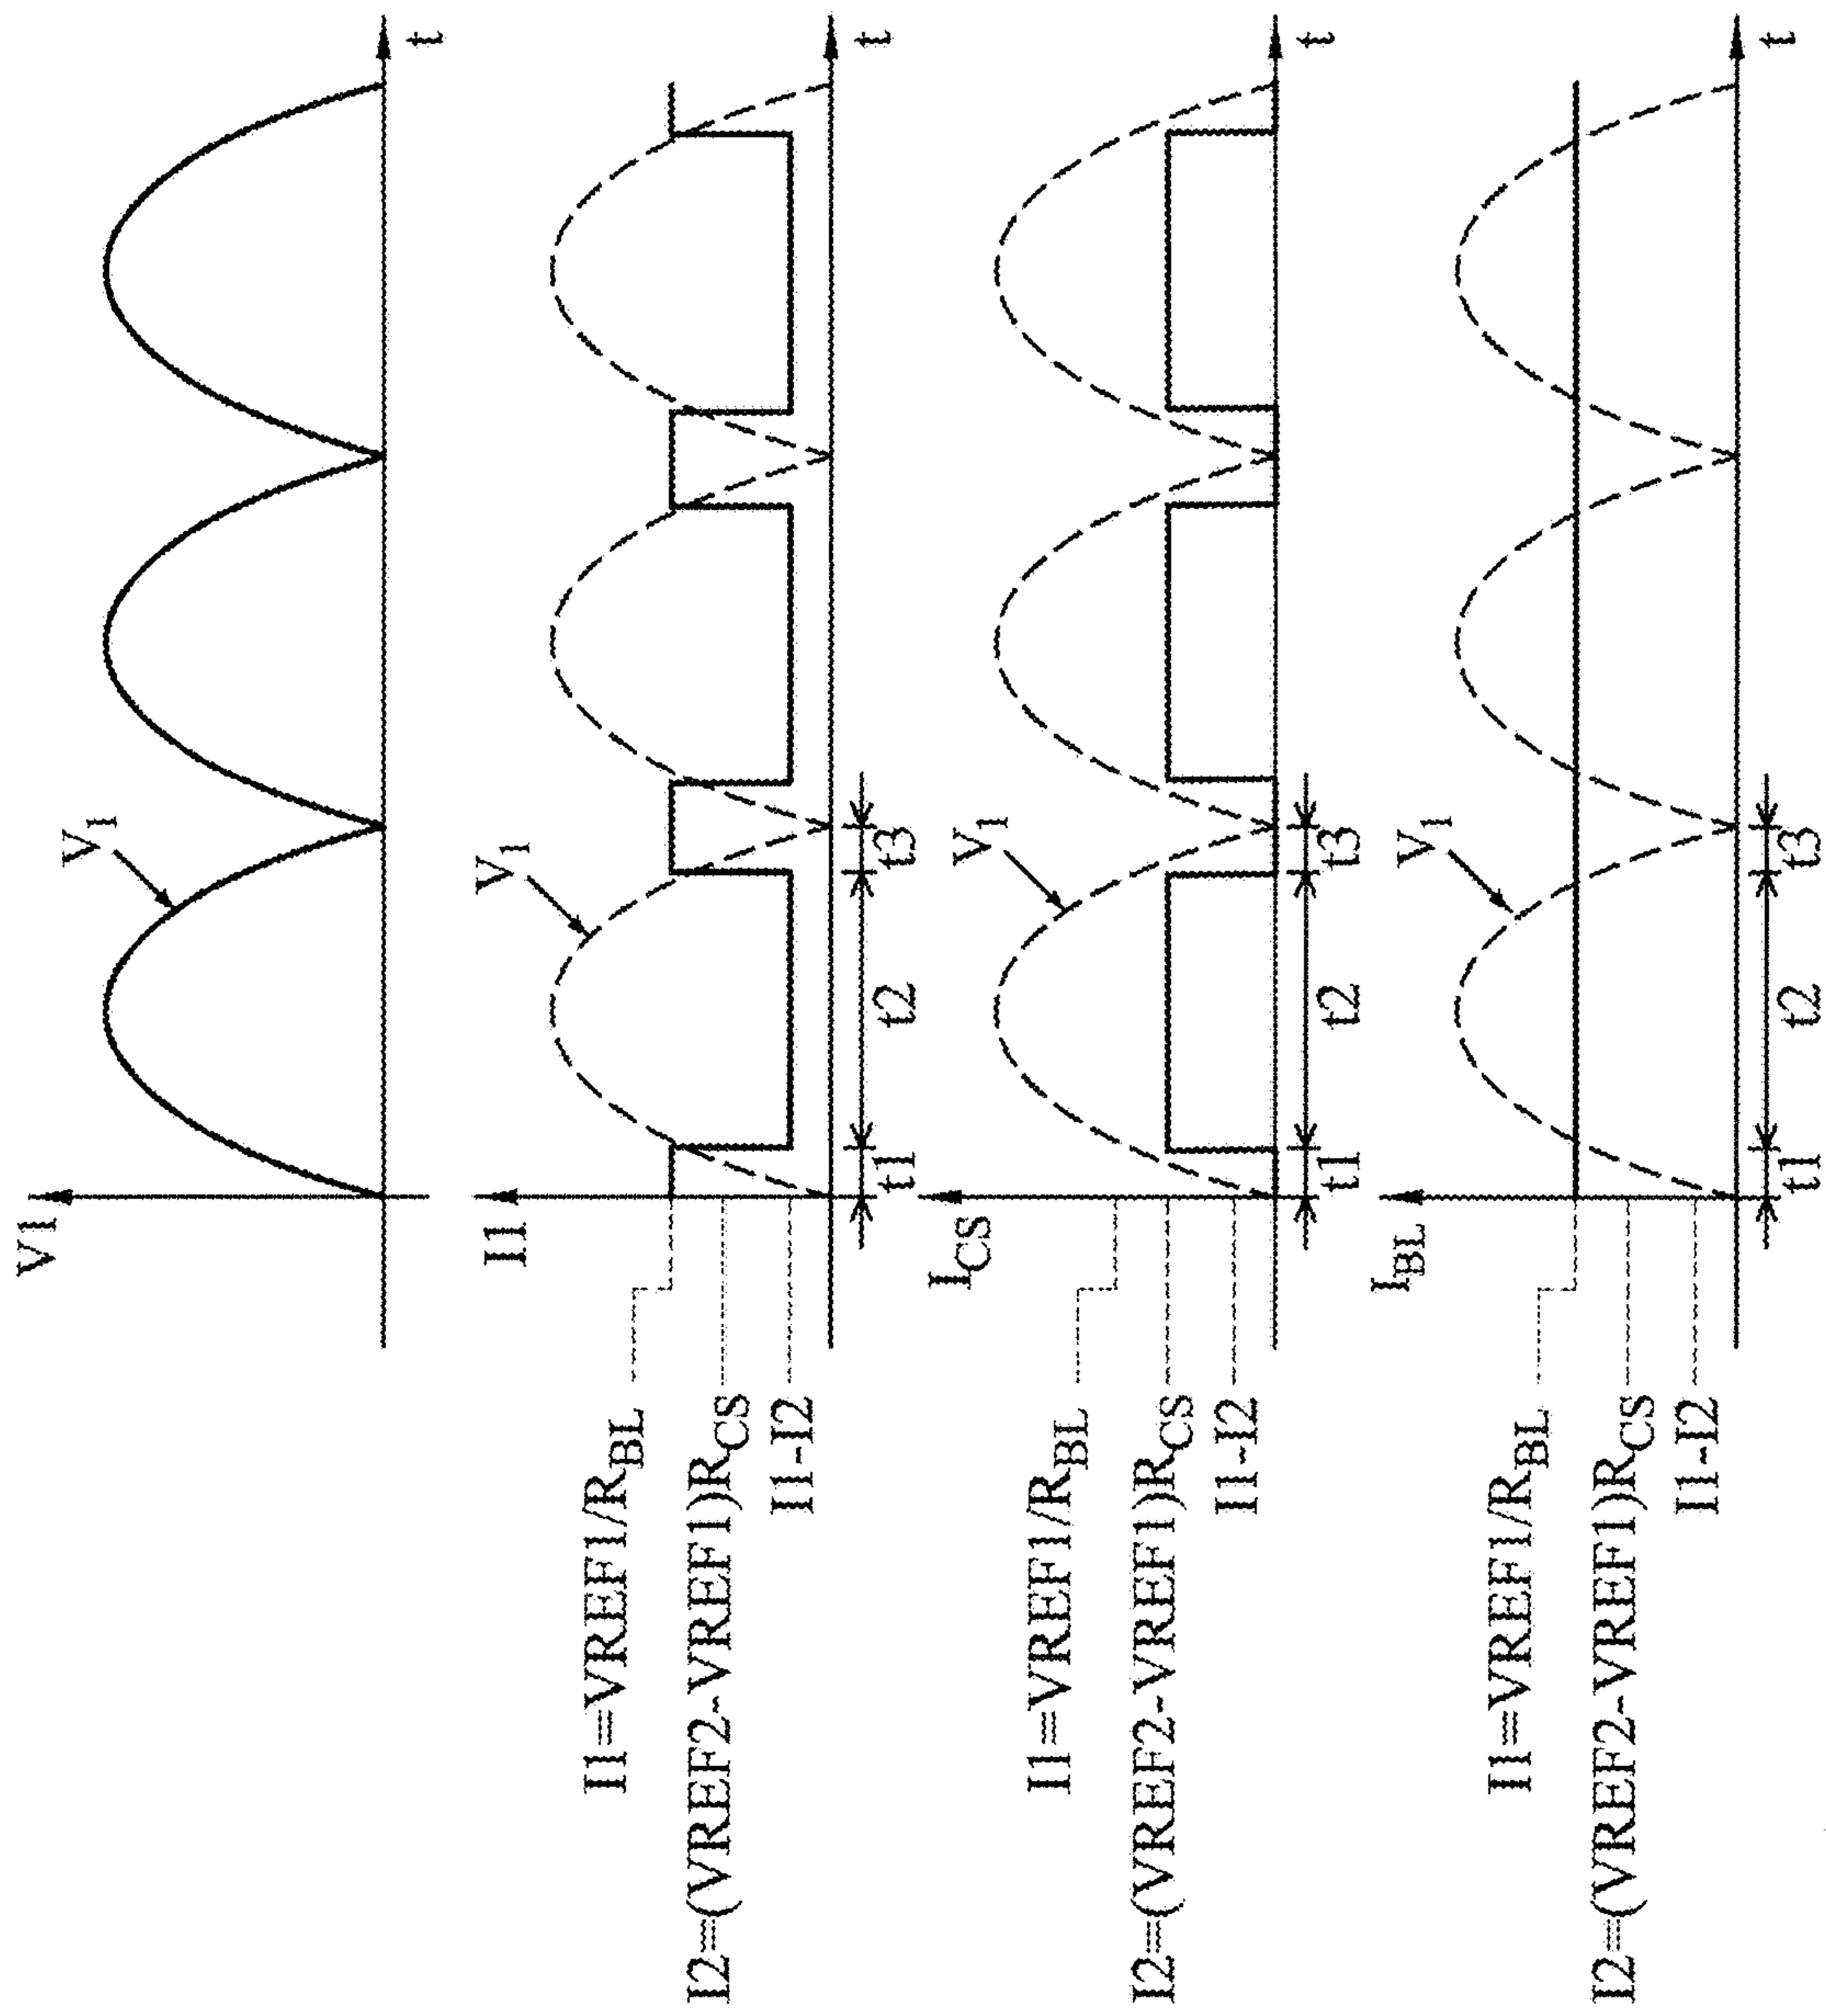 V1
V1
t
I1
V1
I1=VREF1/RBL
I2=(VREF2-VREF1)RCS
I1-I2
t1
t2
t3
t
ICS
V1
I1=VREF1/RBL
I2=(VREF2-VREF1)RCS
I1-I2
t1
t2
t3
t
IBL
V1
I1=VREF1/RBL
I2=(VREF2-VREF1)RCS
I1-I2
t1
t2
t3
t